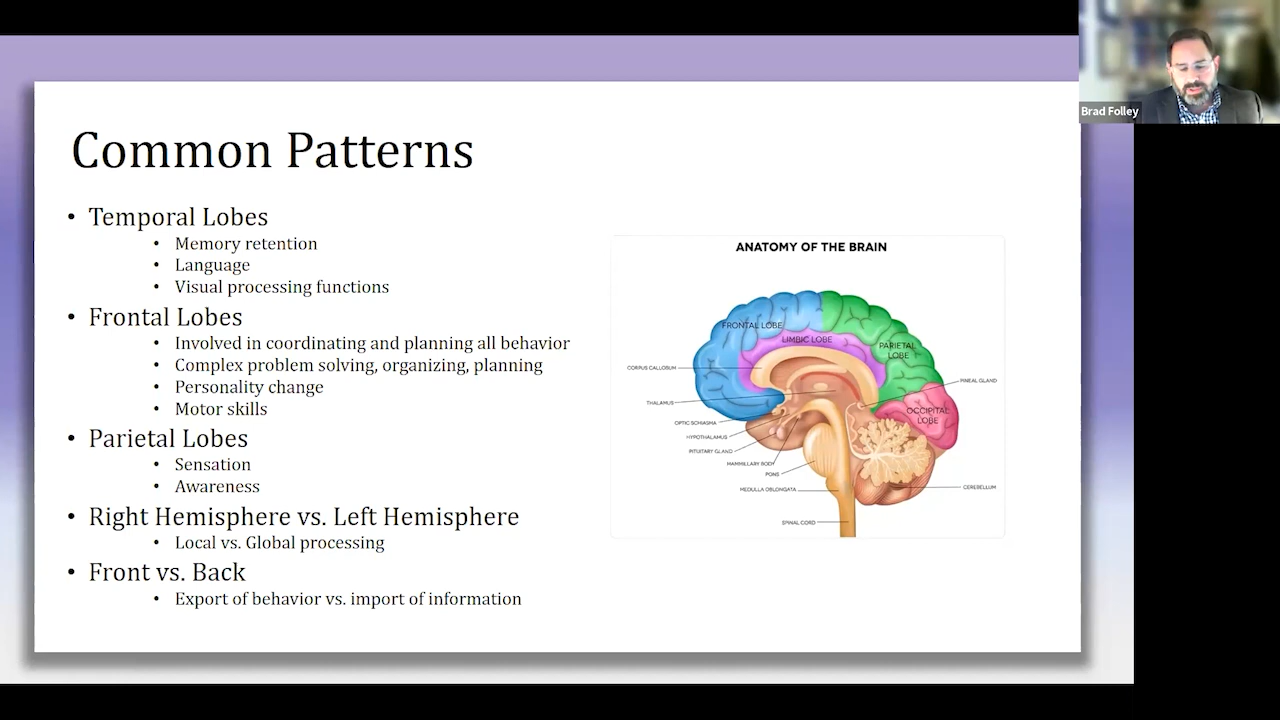 Brad Folley
Common Patterns
• Temporal Lobes
• Memory retention
• Language
• Visual processing functions
• Frontal Lobes
• Involved in coordinating and planning all behavior
• Complex problem solving, organizing, planning
• Personality change
• Motor skills
• Parietal Lobes
• Sensation
• Awareness
• Right Hemisphere vs. Left Hemisphere
• Local vs. Global processing
• Front vs. Back
• Export of behavior vs. import of information
ANATOMY OF THE BRAIN
FRONTAL LOBE
LIMBIC LOBE
PARIETAL
LOBE
CORPUS CALLOSUM
PINEAL GLAND
THALAMUS
OCCIPITAL
LOBE
OPTIC SCHIASMA
HYPOTHALAMUS
PITUITARY GLAND
MAMMILLARY BODY
PONS
MEDULLA OBLONGATA
CEREBELLUM
SPINAL CORD